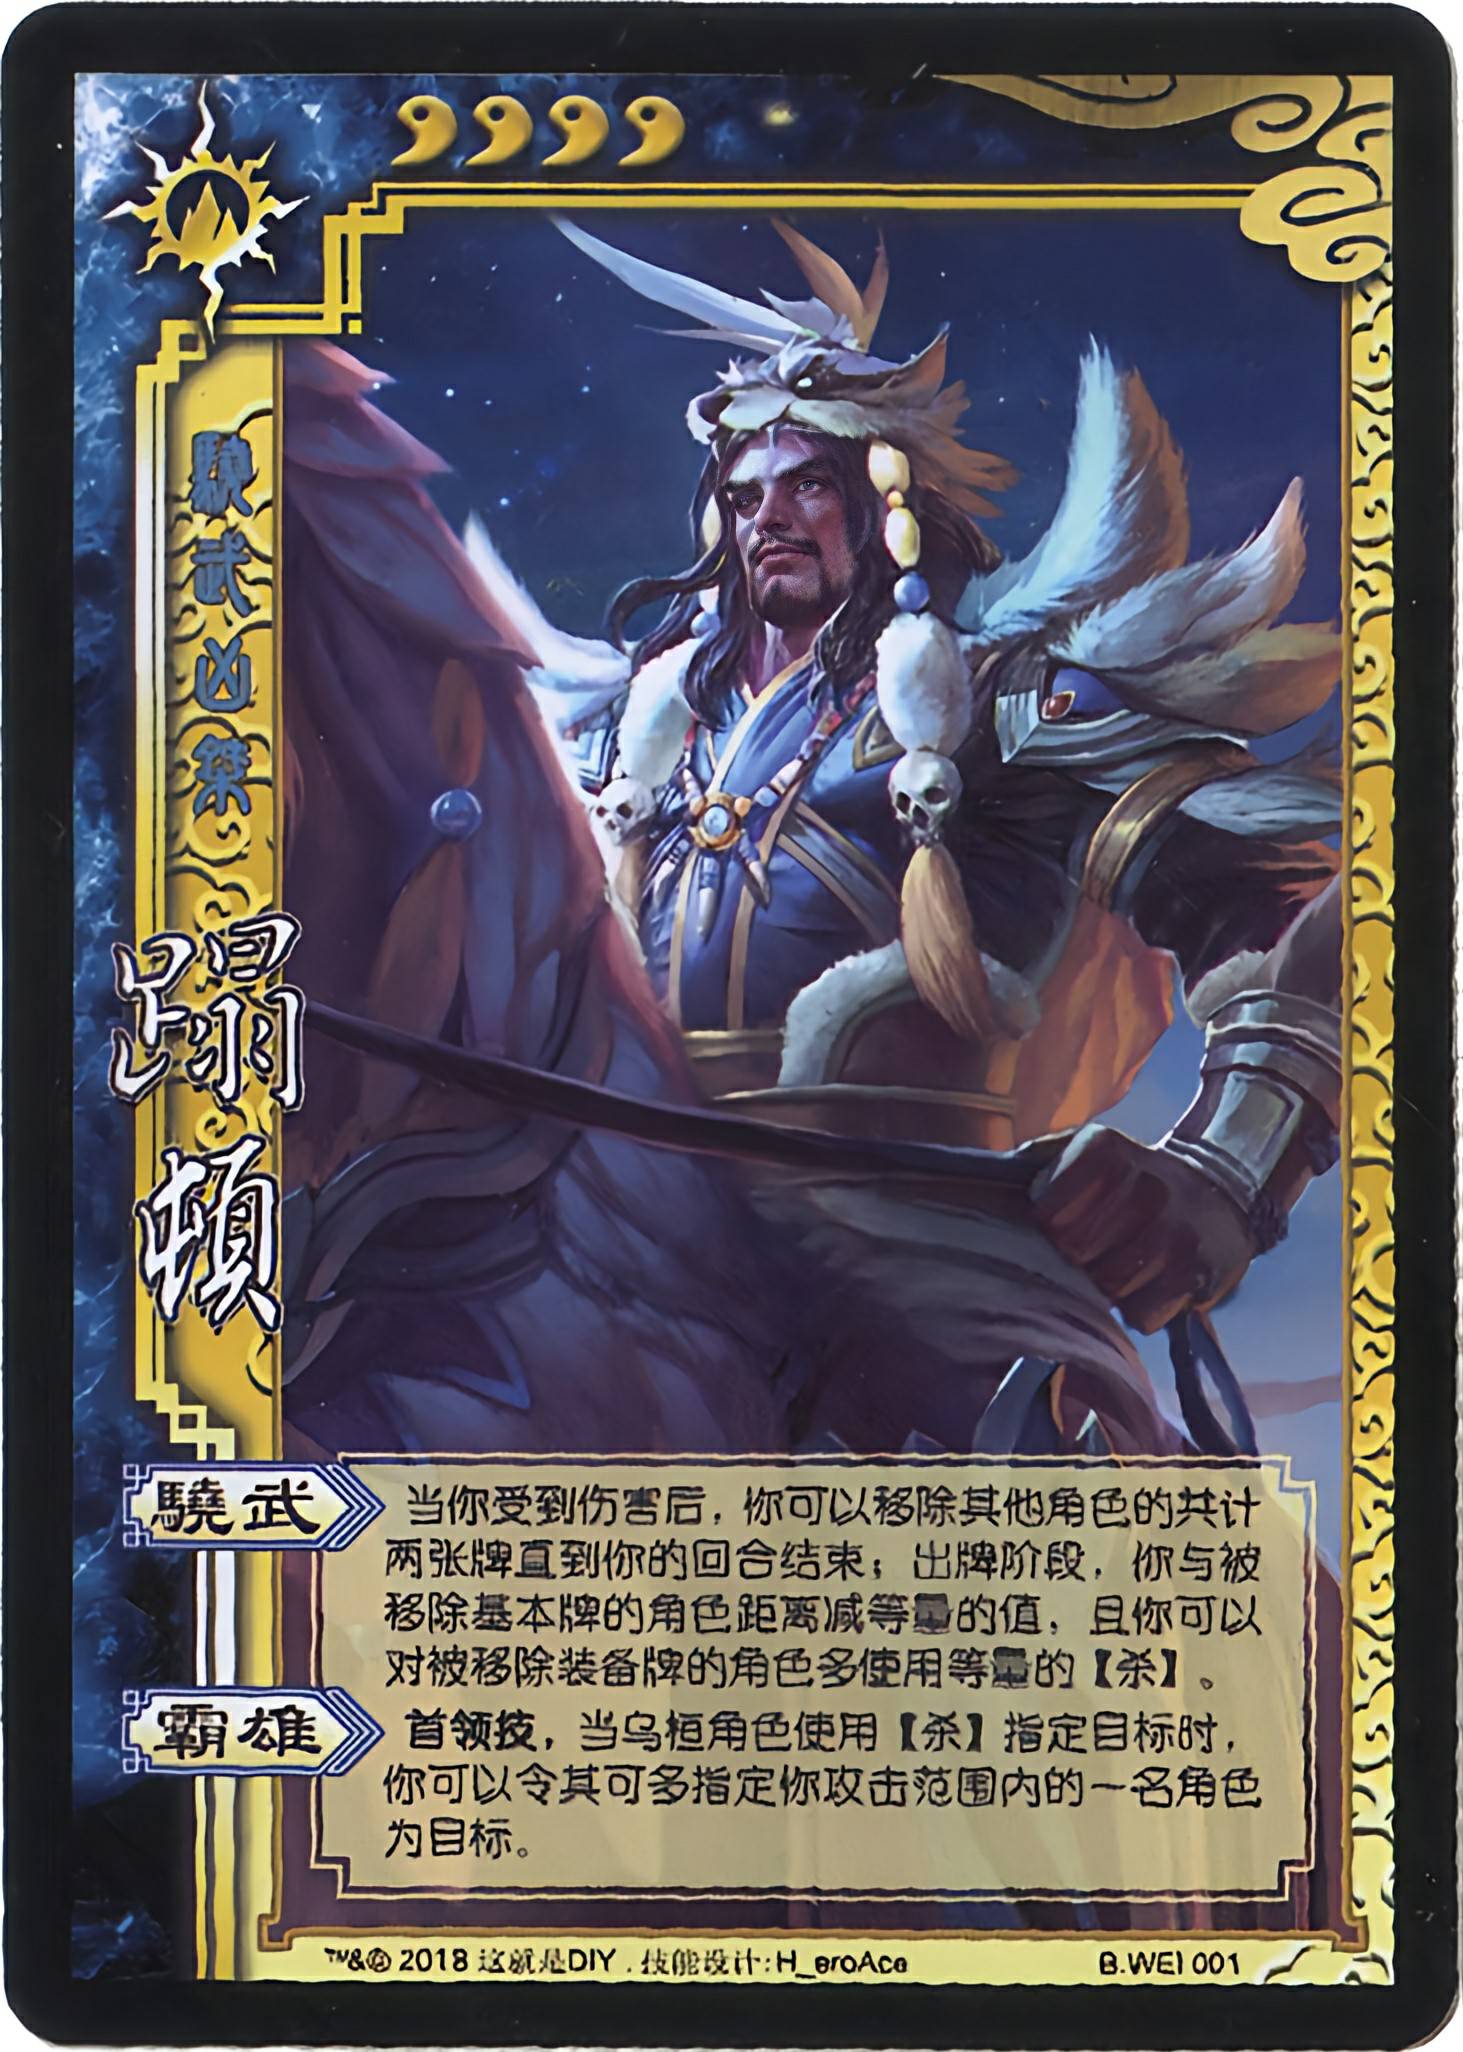 驍武凶桀
蹋頓
驍武
当你受到伤害后，你可以移除其他角色的共计
两张牌直到你的回合结束；出牌阶段，你与被
移除基本牌的角色距离减等量的值，且你可以
对被移除装备牌的角色多使用等量的【杀】。
霸雄
首领技，当乌桓角色使用【杀】指定目标时，
你可以令其可多指定你攻击范围内的一名角色
为目标。
™&© 2018 这就是DIY . 技能设计:H_eroAce
B.WEI 001